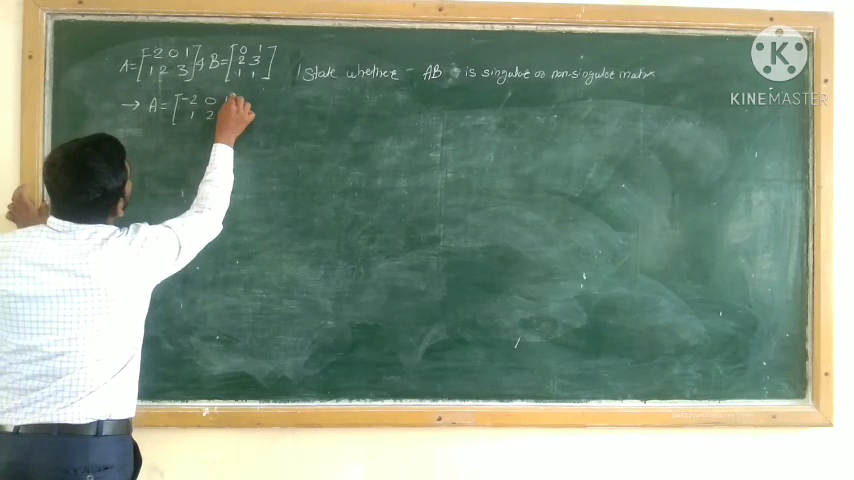 A = [-2 0 1 / 1 2 3] & B = [0 1 / 2 3 / 1 1] / State whether AB is singular or non-singular matrix
→ A = [-2 0 1 / 1 2
K
KINEMASTER